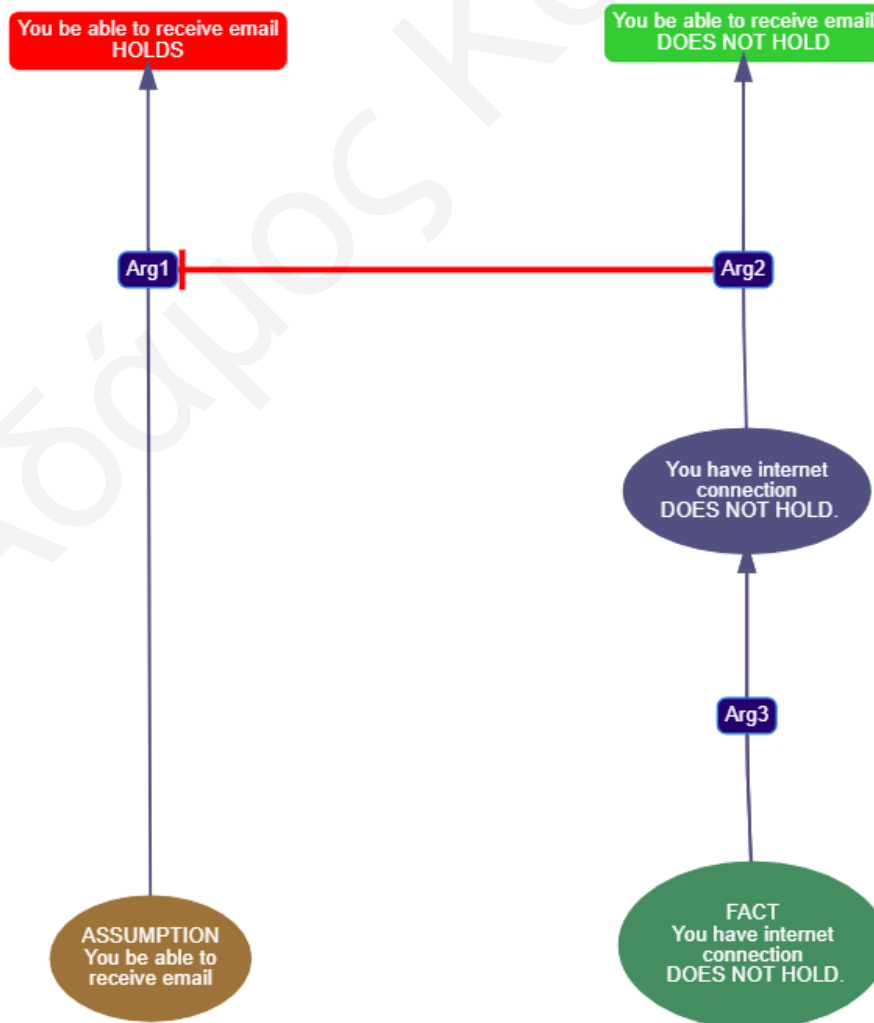 You be able to receive email
HOLDS
You be able to receive email
DOES NOT HOLD
Arg1
Arg2
You have internet
connection
DOES NOT HOLD.
Arg3
ASSUMPTION
You be able to
receive email
FACT
You have internet
connection
DOES NOT HOLD.